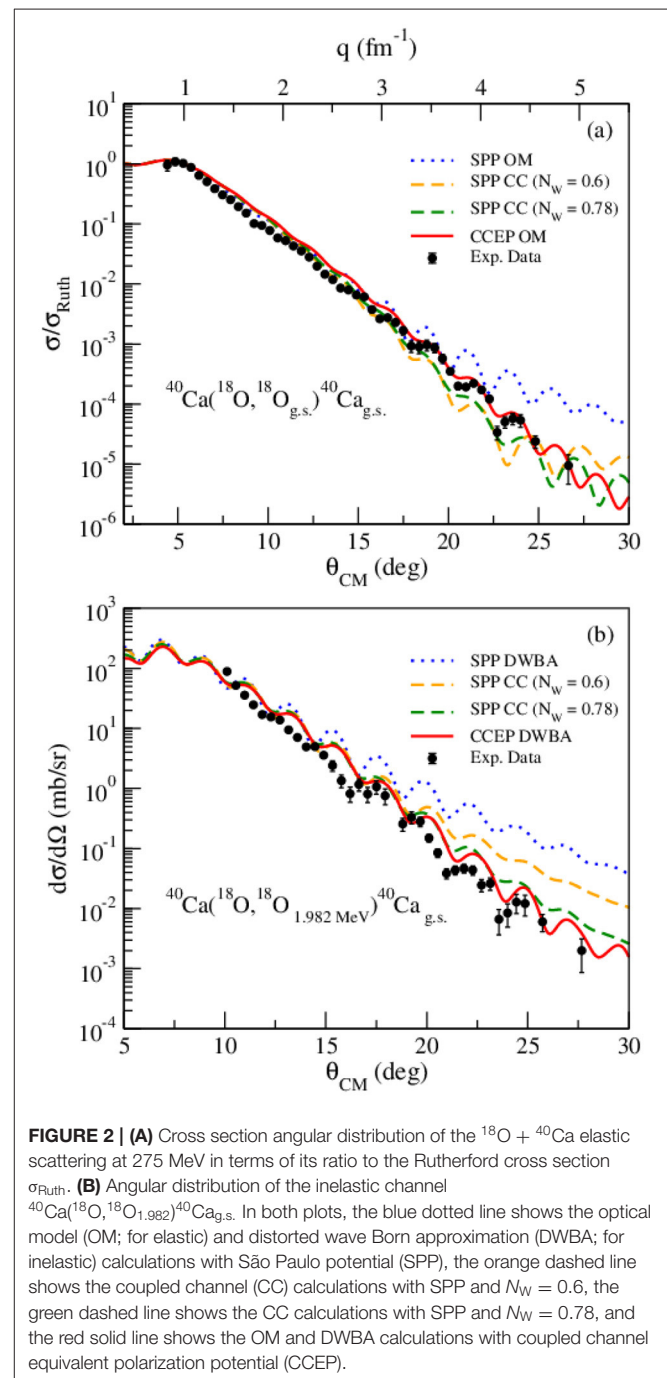 q (fm⁻¹)
1 2 3 4 5
10¹
(a)
SPP OM
10⁰
SPP CC (N_W = 0.6)
SPP CC (N_W = 0.78)
10⁻¹
CCEP OM
Exp. Data
10⁻²
σ/σ_Ruth
10⁻³
⁴⁰Ca(¹⁸O,¹⁸O_g.s.)⁴⁰Ca_g.s.
10⁻⁴
10⁻⁵
10⁻⁶
5 10 15 20 25 30
θ_CM (deg)
10³
(b)
10²
SPP DWBA
SPP CC (N_W = 0.6)
10¹
SPP CC (N_W = 0.78)
CCEP DWBA
10⁰
Exp. Data
dσ/dΩ (mb/sr)
10⁻¹
10⁻²
⁴⁰Ca(¹⁸O,¹⁸O_1.982 MeV)⁴⁰Ca_g.s.
10⁻³
10⁻⁴
5 10 15 20 25 30
θ_CM (deg)
FIGURE 2 | (A) Cross section angular distribution of the ¹⁸O + ⁴⁰Ca elastic
scattering at 275 MeV in terms of its ratio to the Rutherford cross section
σ_Ruth. (B) Angular distribution of the inelastic channel
⁴⁰Ca(¹⁸O,¹⁸O_1.982)⁴⁰Ca_g.s. In both plots, the blue dotted line shows the optical
model (OM; for elastic) and distorted wave Born approximation (DWBA; for
inelastic) calculations with São Paulo potential (SPP), the orange dashed line
shows the coupled channel (CC) calculations with SPP and N_W = 0.6, the
green dashed line shows the CC calculations with SPP and N_W = 0.78, and
the red solid line shows the OM and DWBA calculations with coupled channel
equivalent polarization potential (CCEP).